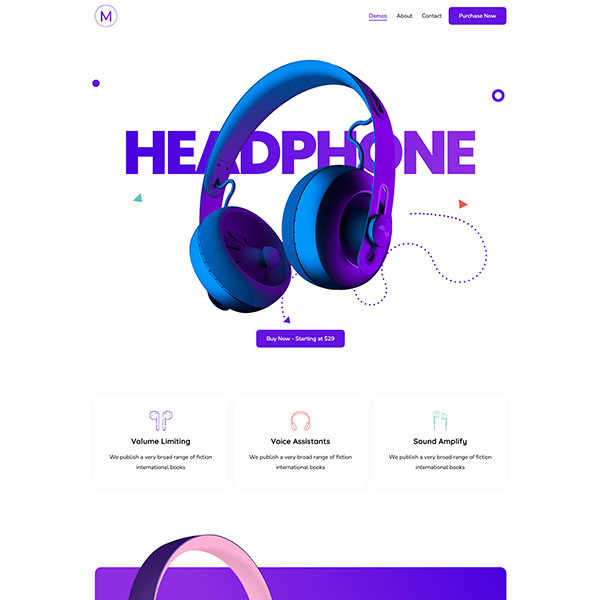 M
Demos
About
Contact
Purchase Now
HEADPHONE
Buy Now - Starting at $29
Volume Limiting
We publish a very broad range of fiction
international books
Voice Assistants
We publish a very broad range of fiction
international books
Sound Amplify
We publish a very broad range of fiction
international books